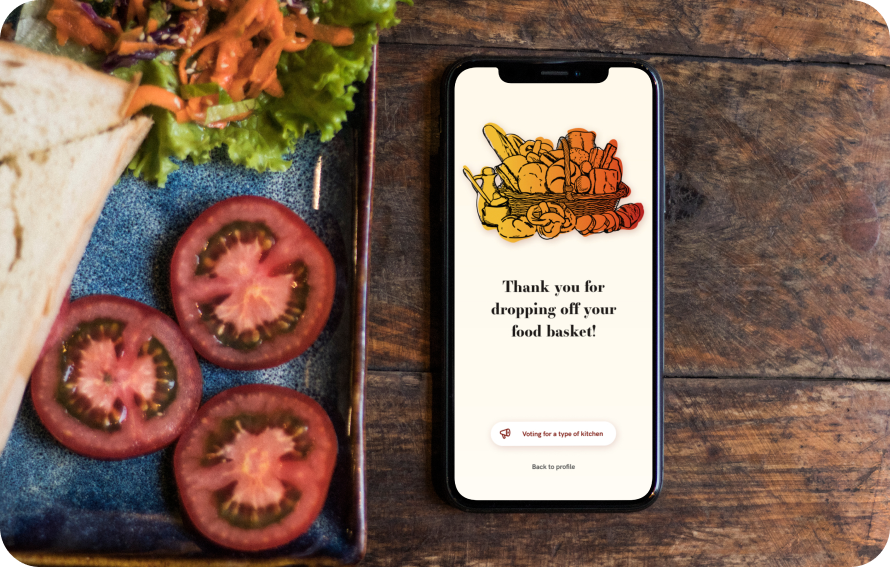 Thank you for
dropping off your
food basket!
Voting for a type of kitchen
Back to profile